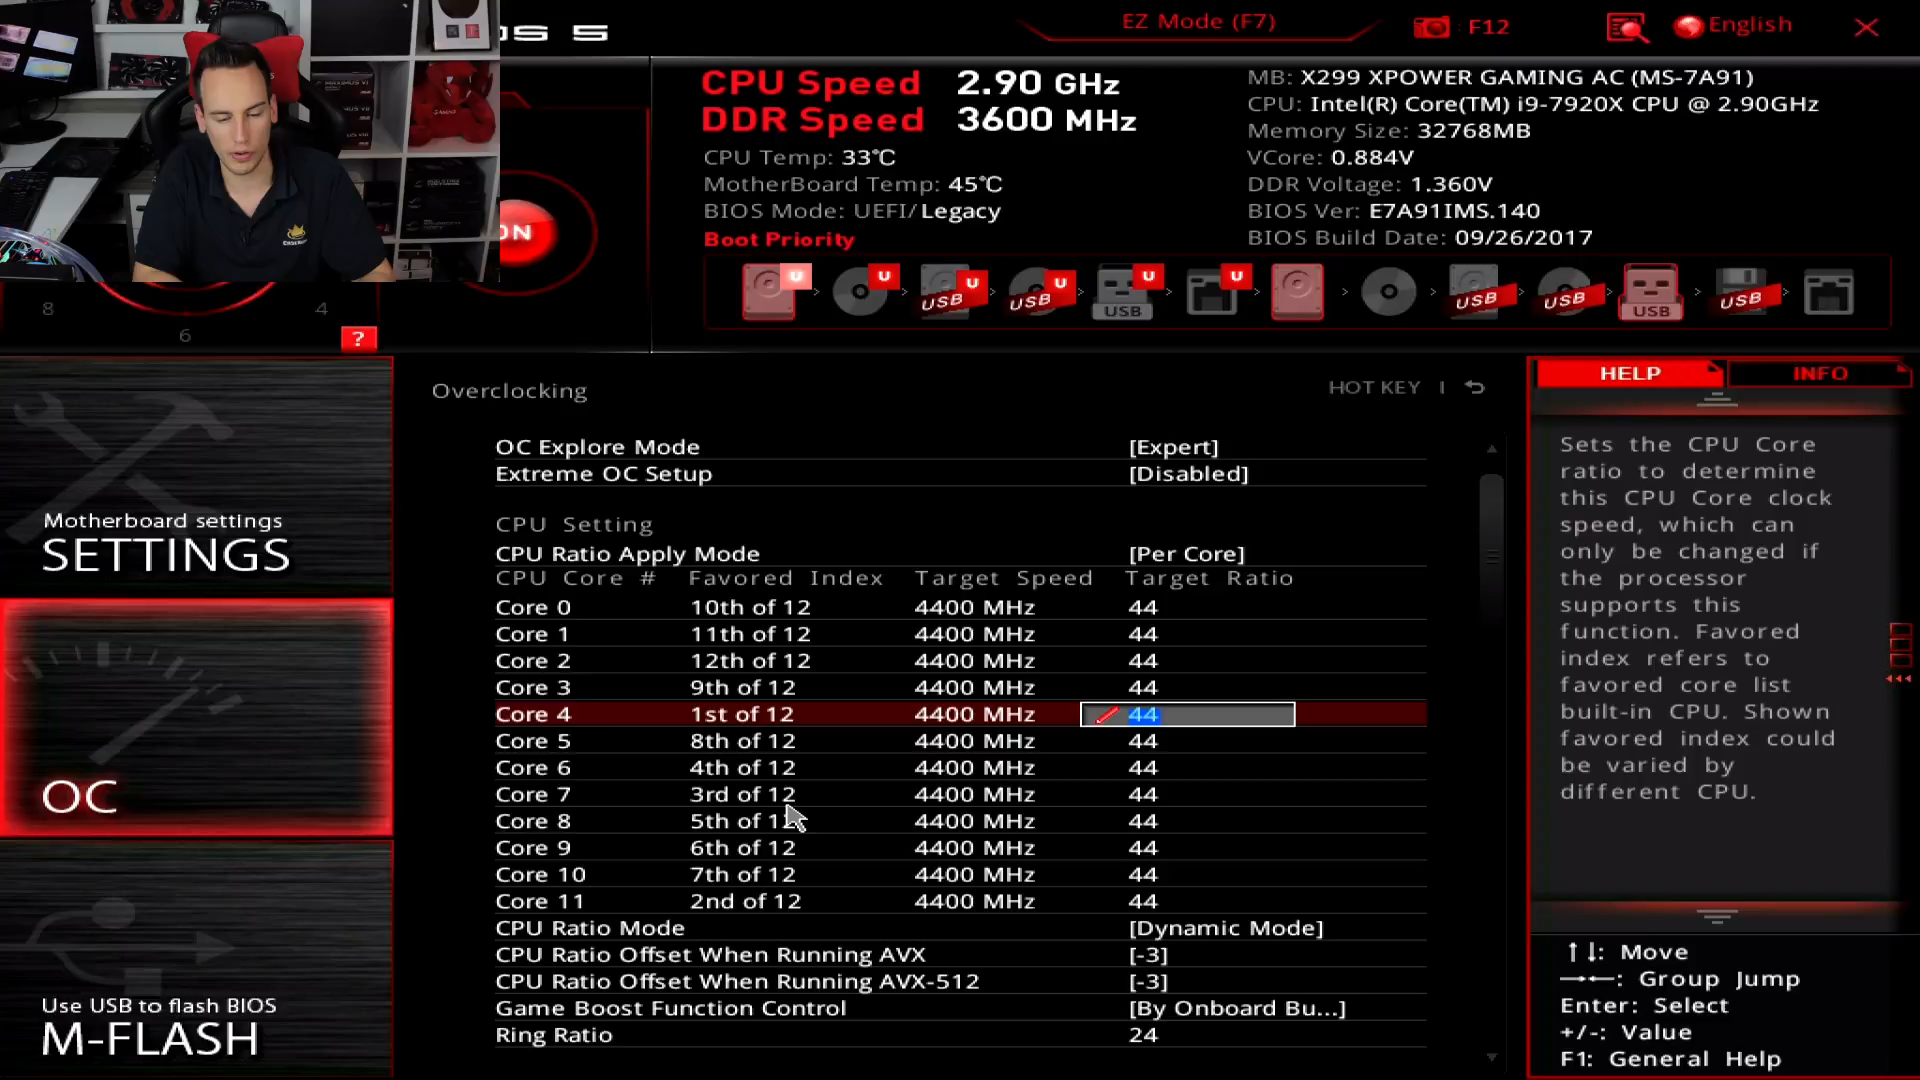 OS 5
EZ Mode (F7)
F12
English
CPU Speed 2.90 GHz
DDR Speed 3600 MHz
CPU Temp: 33°C
MotherBoard Temp: 45°C
BIOS Mode: UEFI/Legacy
Boot Priority
MB: X299 XPOWER GAMING AC (MS-7A91)
CPU: Intel(R) Core(TM) i9-7920X CPU @ 2.90GHz
Memory Size: 32768MB
VCore: 0.884V
DDR Voltage: 1.360V
BIOS Ver: E7A91IMS.140
BIOS Build Date: 09/26/2017
ON
U U U U U U
USB USB USB USB USB USB USB
8 6 4
?
Motherboard settings
SETTINGS
OC
Use USB to flash BIOS
M-FLASH
Overclocking
HOT KEY
OC Explore Mode [Expert]
Extreme OC Setup [Disabled]
CPU Setting
CPU Ratio Apply Mode [Per Core]
CPU Core # Favored Index Target Speed Target Ratio
Core 0 10th of 12 4400 MHz 44
Core 1 11th of 12 4400 MHz 44
Core 2 12th of 12 4400 MHz 44
Core 3 9th of 12 4400 MHz 44
Core 4 1st of 12 4400 MHz 44
Core 5 8th of 12 4400 MHz 44
Core 6 4th of 12 4400 MHz 44
Core 7 3rd of 12 4400 MHz 44
Core 8 5th of 12 4400 MHz 44
Core 9 6th of 12 4400 MHz 44
Core 10 7th of 12 4400 MHz 44
Core 11 2nd of 12 4400 MHz 44
CPU Ratio Mode [Dynamic Mode]
CPU Ratio Offset When Running AVX [-3]
CPU Ratio Offset When Running AVX-512 [-3]
Game Boost Function Control [By Onboard Bu...]
Ring Ratio 24
HELP
INFO
Sets the CPU Core
ratio to determine
this CPU Core clock
speed, which can
only be changed if
the processor
supports this
function. Favored
index refers to
favored core list
built-in CPU. Shown
favored index could
be varied by
different CPU.
↑↓: Move
→←: Group Jump
Enter: Select
+/-: Value
F1: General Help